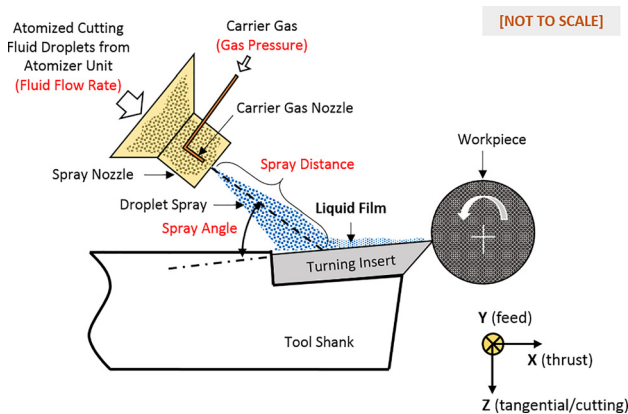 [NOT TO SCALE]
Atomized Cutting
Fluid Droplets from
Atomizer Unit
(Fluid Flow Rate)
Carrier Gas
(Gas Pressure)
Carrier Gas Nozzle
Workpiece
Spray Nozzle
Spray Distance
Droplet Spray
Liquid Film
Spray Angle
Turning Insert
Tool Shank
Y (feed)
X (thrust)
Z (tangential/cutting)